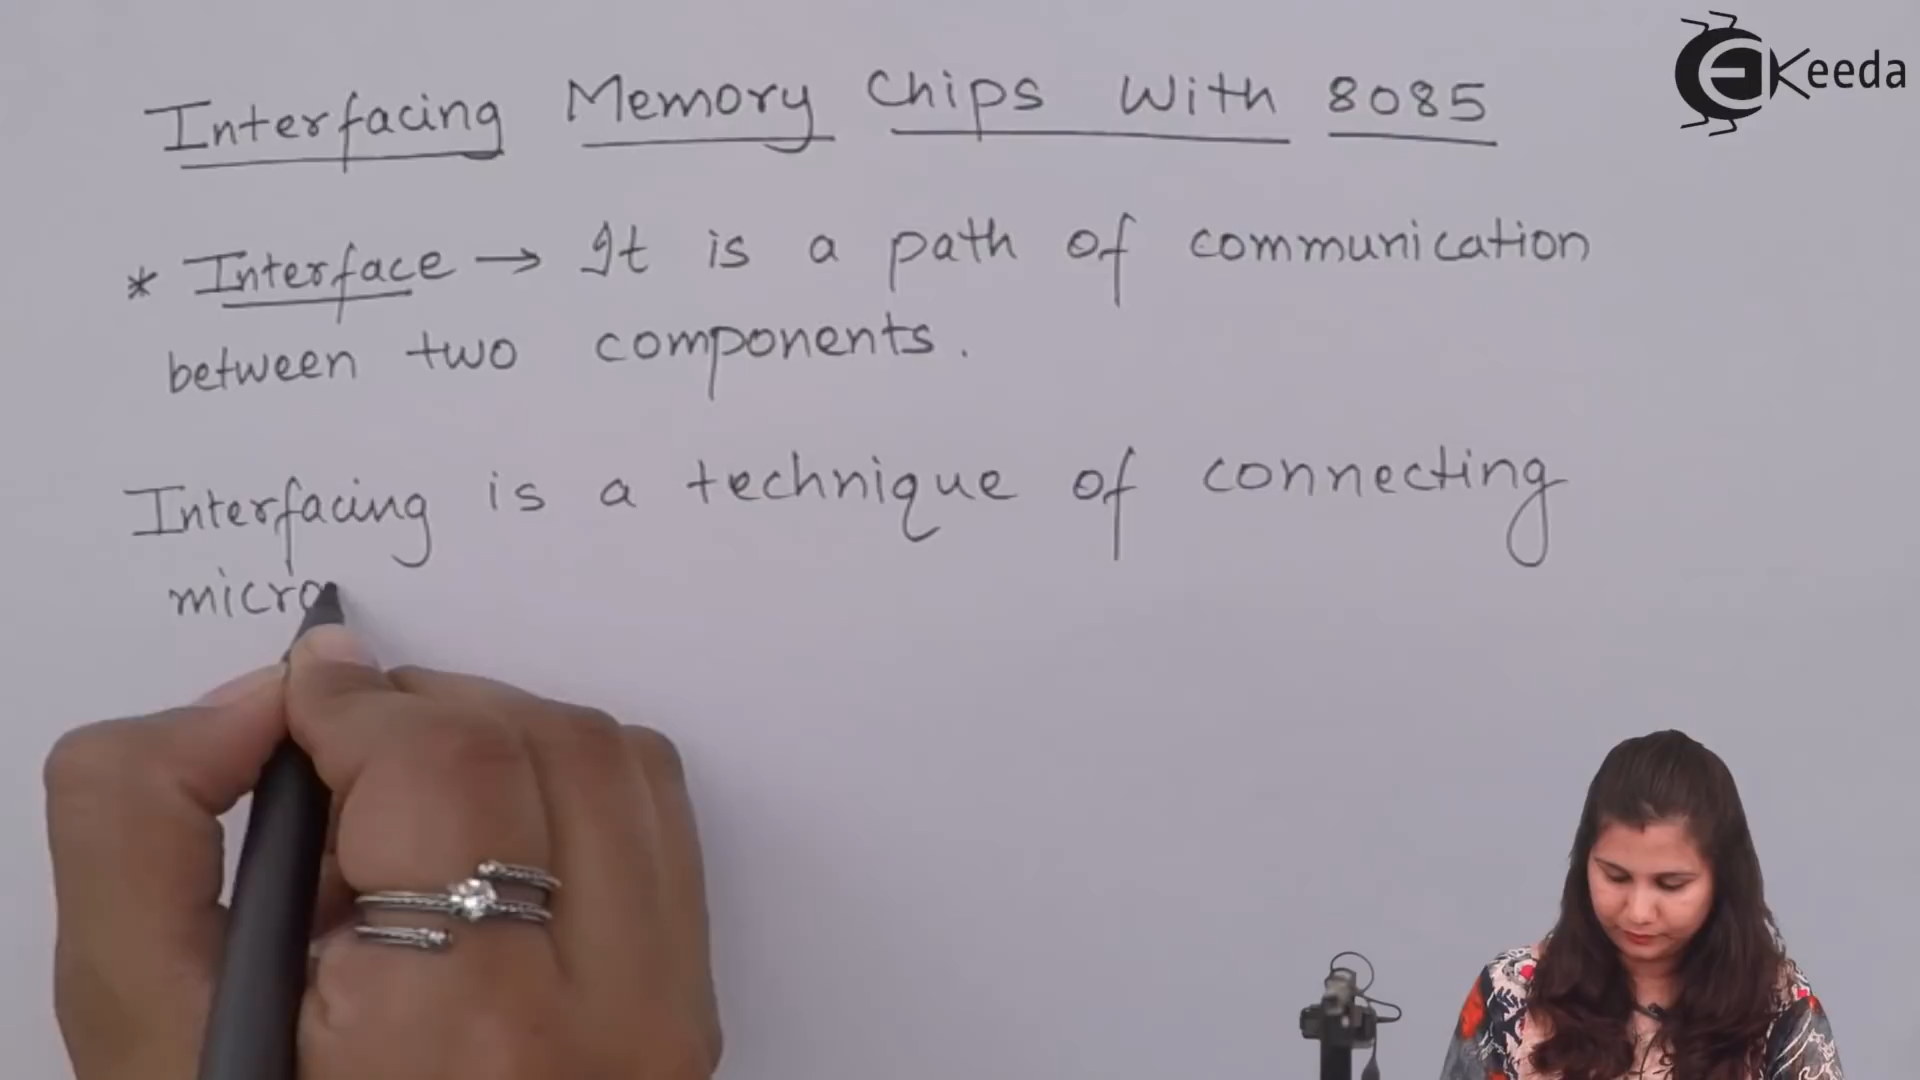 Interfacing Memory Chips With 8085
EKeeda
* Interface → It is a path of communication
between two components.
Interfacing is a technique of connecting
micro